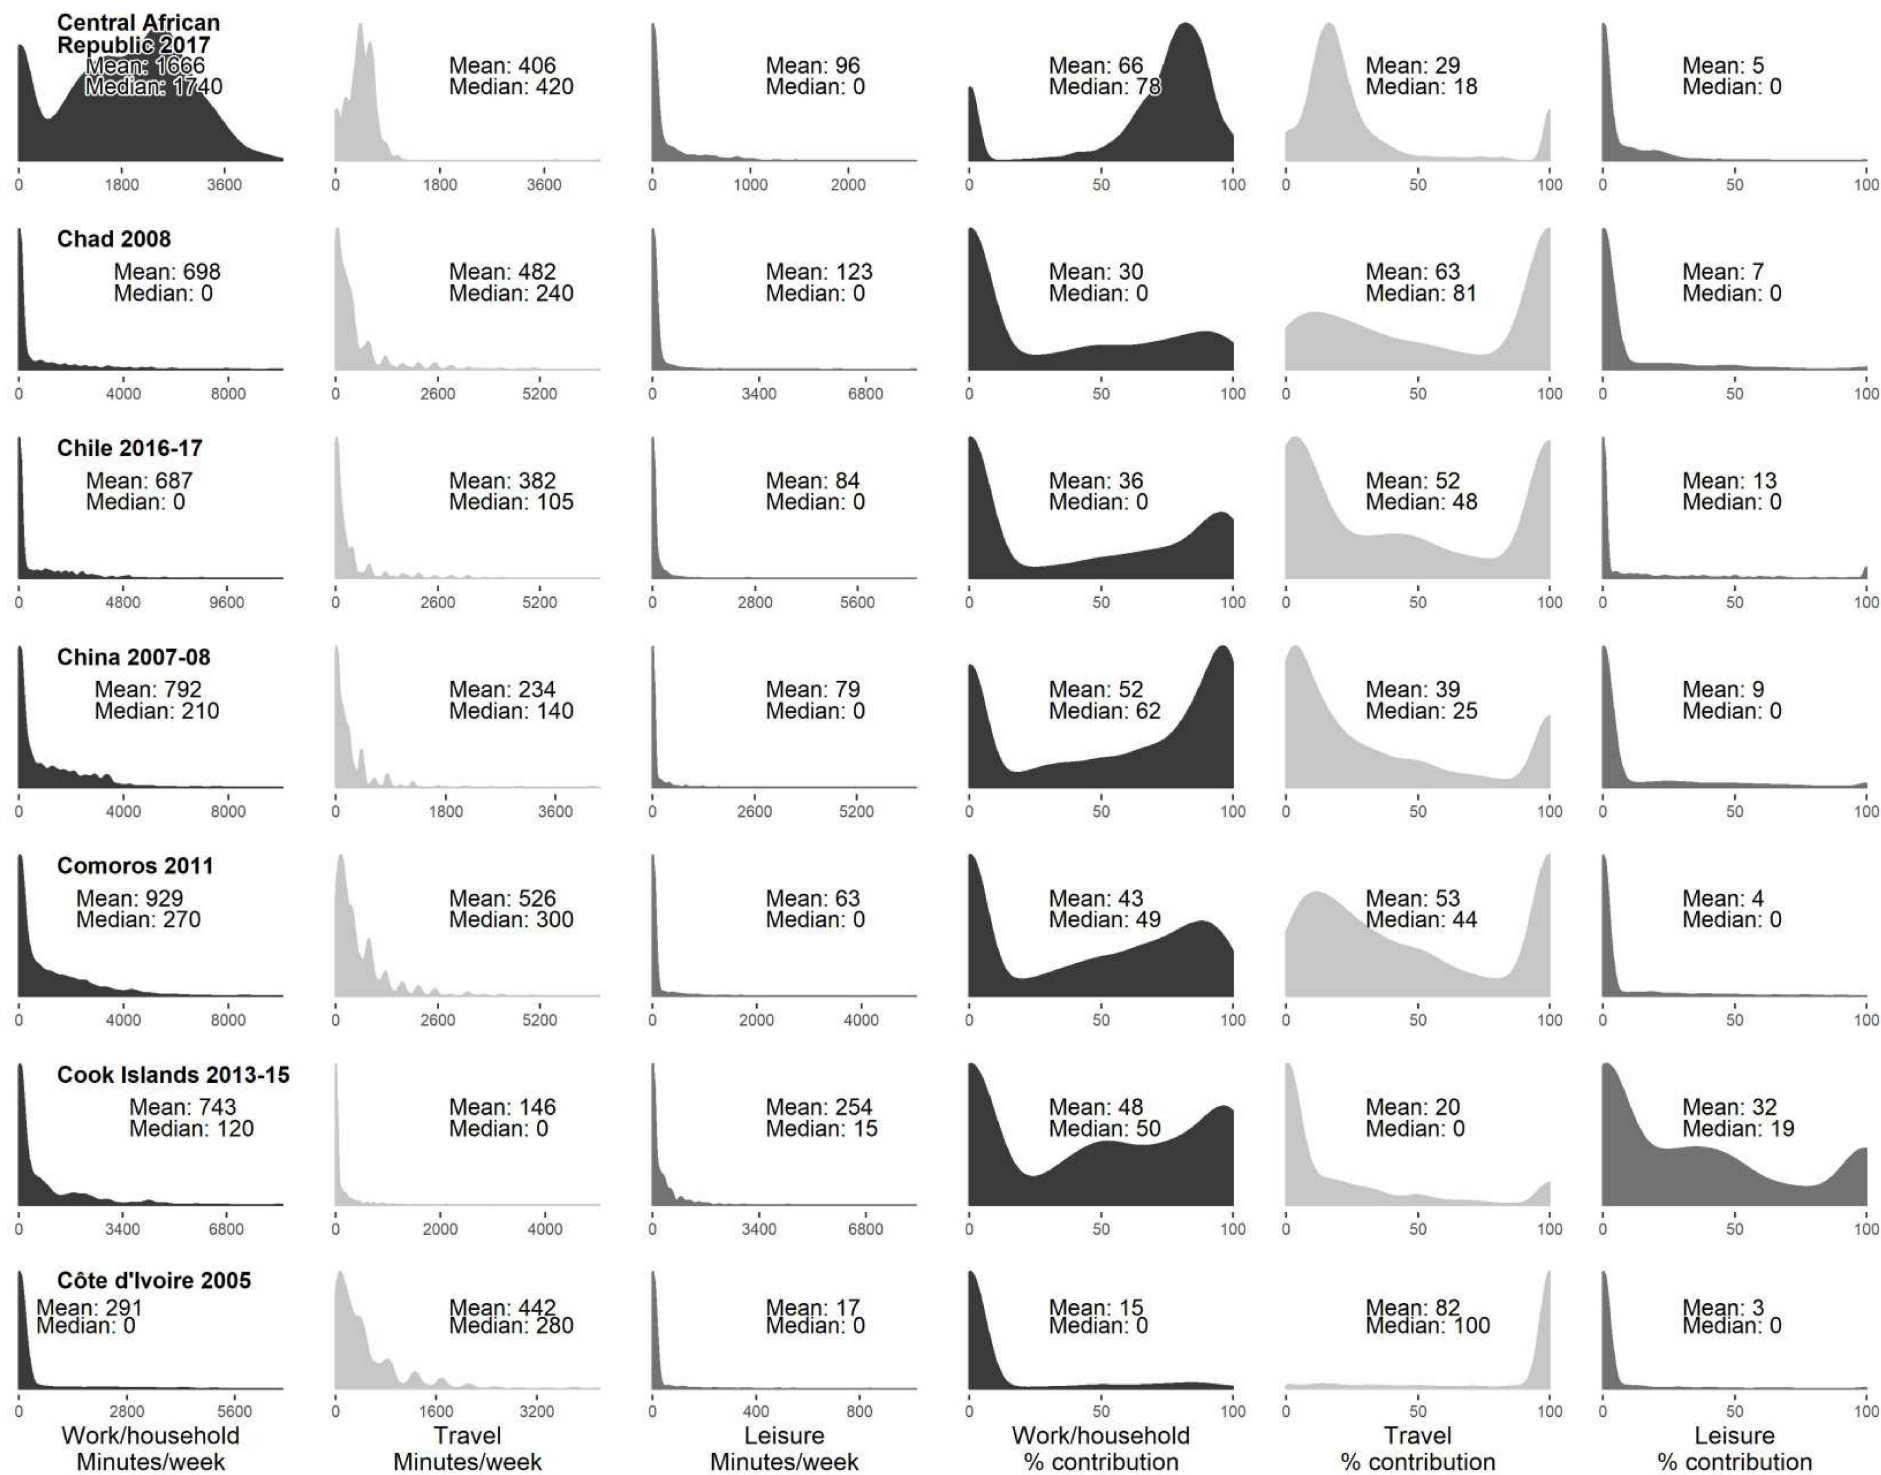 Central African
Republic 2017
Mean: 1666
Median: 1740
Mean: 406
Median: 420
Mean: 96
Median: 0
Mean: 66
Median: 78
Mean: 29
Median: 18
Mean: 5
Median: 0
0 1800 3600 0 1800 3600 0 1000 2000 0 50 100 0 50 100 0 50 100
Chad 2008
Mean: 698
Median: 0
Mean: 482
Median: 240
Mean: 123
Median: 0
Mean: 30
Median: 0
Mean: 63
Median: 81
Mean: 7
Median: 0
0 4000 8000 0 2600 5200 0 3400 6800 0 50 100 0 50 100 0 50 100
Chile 2016-17
Mean: 687
Median: 0
Mean: 382
Median: 105
Mean: 84
Median: 0
Mean: 36
Median: 0
Mean: 52
Median: 48
Mean: 13
Median: 0
0 4800 9600 0 2600 5200 0 2800 5600 0 50 100 0 50 100 0 50 100
China 2007-08
Mean: 792
Median: 210
Mean: 234
Median: 140
Mean: 79
Median: 0
Mean: 52
Median: 62
Mean: 39
Median: 25
Mean: 9
Median: 0
0 4000 8000 0 1800 3600 0 2600 5200 0 50 100 0 50 100 0 50 100
Comoros 2011
Mean: 929
Median: 270
Mean: 526
Median: 300
Mean: 63
Median: 0
Mean: 43
Median: 49
Mean: 53
Median: 44
Mean: 4
Median: 0
0 4000 8000 0 2600 5200 0 2000 4000 0 50 100 0 50 100 0 50 100
Cook Islands 2013-15
Mean: 743
Median: 120
Mean: 146
Median: 0
Mean: 254
Median: 15
Mean: 48
Median: 50
Mean: 20
Median: 0
Mean: 32
Median: 19
0 3400 6800 0 2000 4000 0 3400 6800 0 50 100 0 50 100 0 50 100
Côte d'Ivoire 2005
Mean: 291
Median: 0
Mean: 442
Median: 280
Mean: 17
Median: 0
Mean: 15
Median: 0
Mean: 82
Median: 100
Mean: 3
Median: 0
0 2800 5600 0 1600 3200 0 400 800 0 50 100 0 50 100 0 50 100
Work/household
Minutes/week
Travel
Minutes/week
Leisure
Minutes/week
Work/household
% contribution
Travel
% contribution
Leisure
% contribution